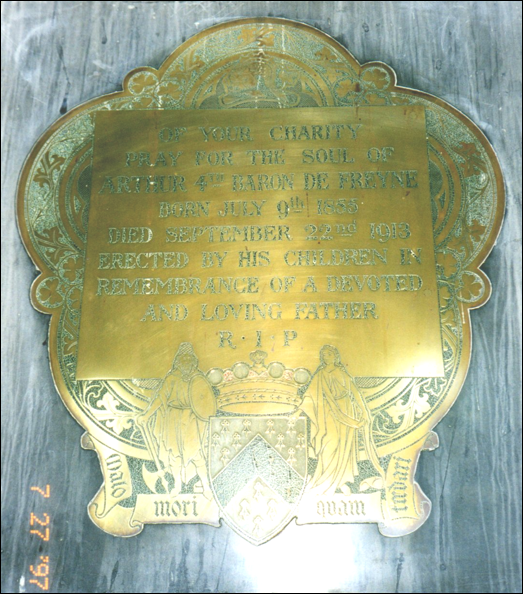 OF YOUR CHARITY
PRAY FOR THE SOUL OF
ARTHUR 4TH BARON DE FREYNE
BORN JULY 9th 1855
DIED SEPTEMBER 22nd 1913
ERECTED BY HIS CHILDREN IN
REMEMBRANCE OF A DEVOTED
AND LOVING FATHER
R·I·P
Malo mori quam fœdari
7 27 '97